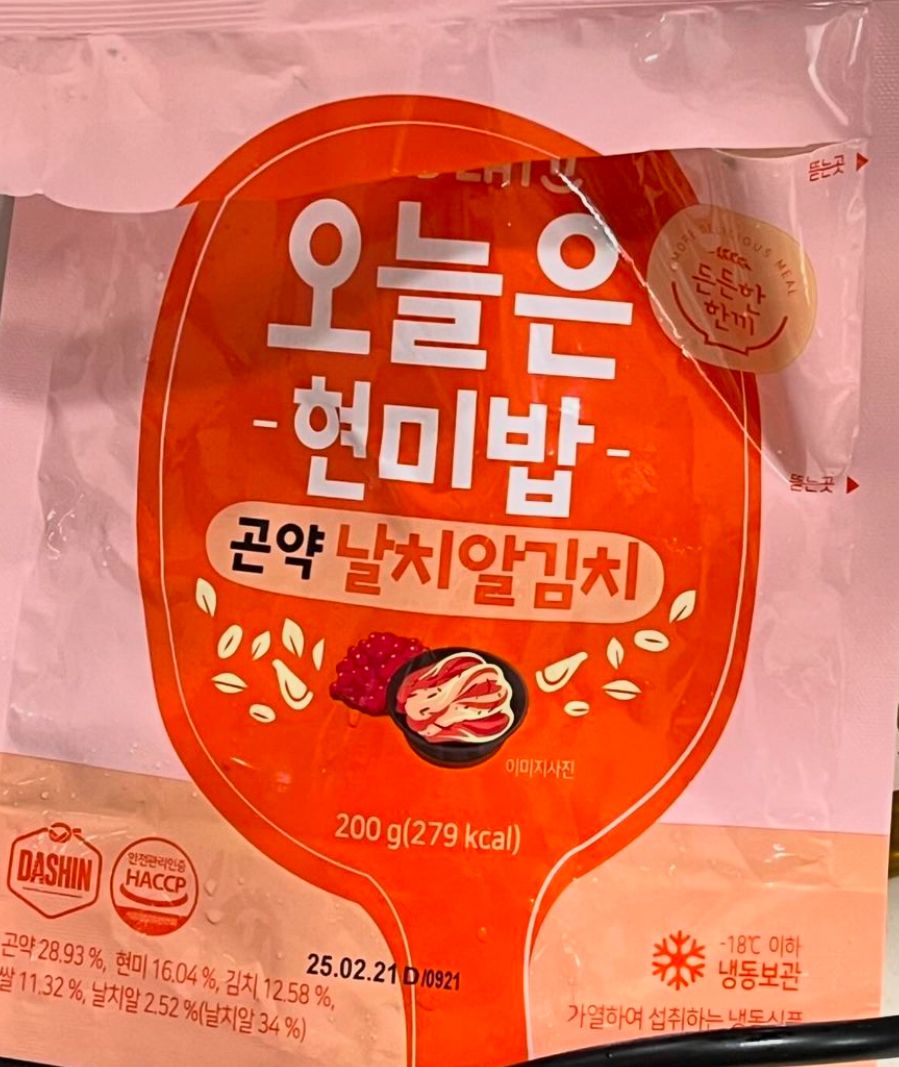 오늘은
-현미밥-
곤약 날치알김치
뜯는곳
MORE DELICIOUS MEAL
든든한
한끼
뜯는곳
이미지사진
200 g(279 kcal)
DASHIN
안전관리인증
HACCP
곤약 28.93 %, 현미 16.04 %, 김치 12.58 %,
쌀 11.32 %, 날치알 2.52 %(날치알 34 %)
25.02.21 D/0921
-18℃ 이하
냉동보관
가열하여 섭취하는 냉동식품